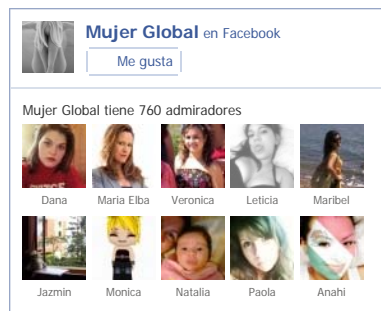 Mujer Global en Facebook
Me gusta
Mujer Global tiene 760 admiradores
Dana Maria Elba Veronica Leticia Maribel
Jazmin Monica Natalia Paola Anahi